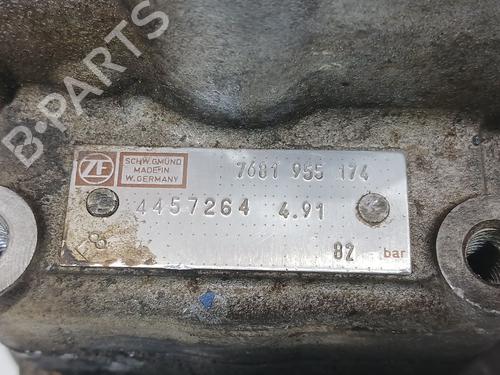 B-PARTS
ZF
SCHW.GMÜND
MADE IN
W.GERMANY
7681 955 174
4457264 4.91
82 bar